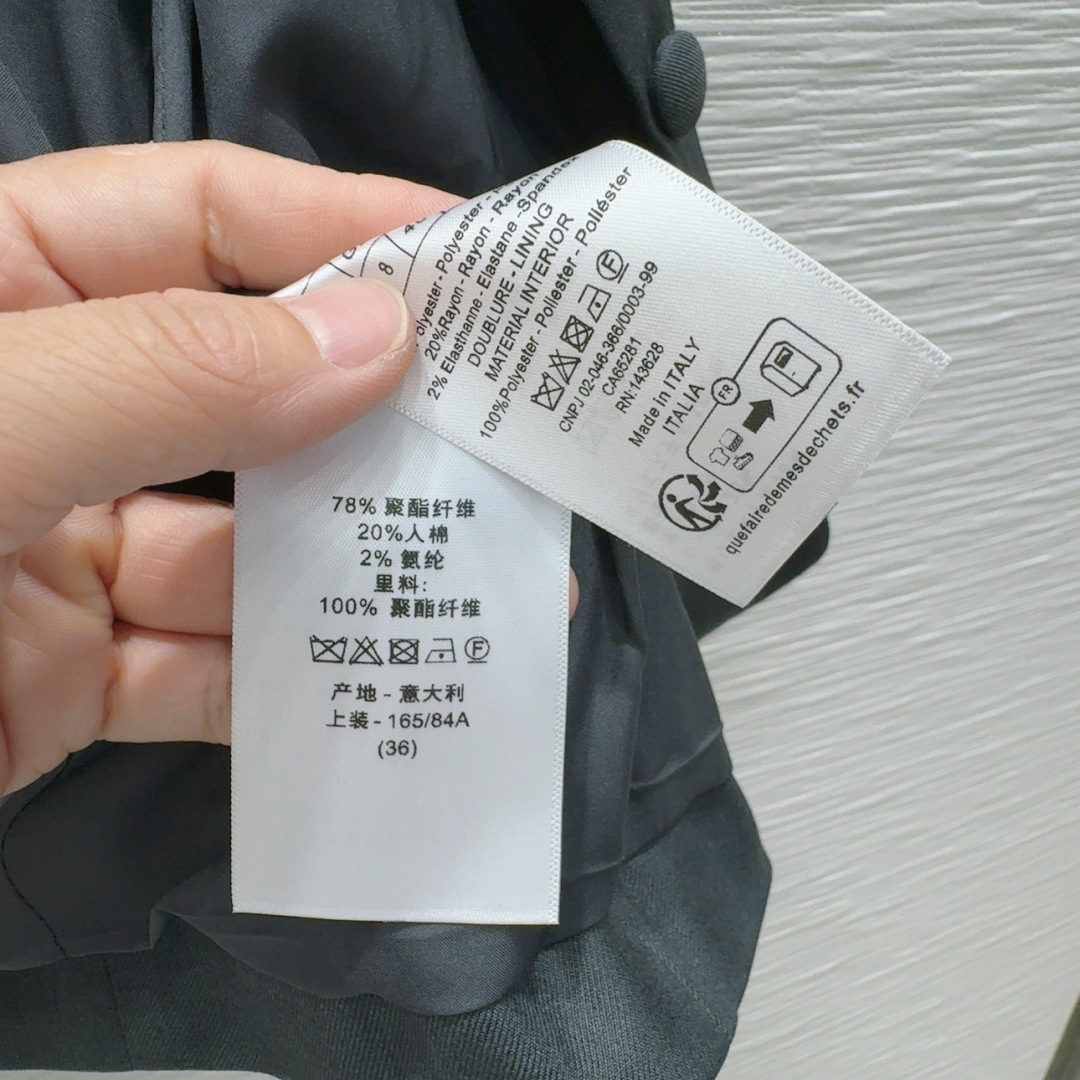 8
Polyester - Polyester -
20%Rayon - Rayon - Rayon
2% Elasthanne - Elastane - Spandex
DOUBLURE - LINING
MATERIAL INTERIOR
100%Polyester - Poliester - Poliéster
F
CNPJ 02-046-366/0003-99
CA65281
RN:143628
Made in ITALY
ITALIA
FR
quefairedemesdechets.fr
78% 聚酯纤维
20%人棉
2% 氨纶
里料:
100% 聚酯纤维
F
产地 - 意大利
上装 - 165/84A
(36)